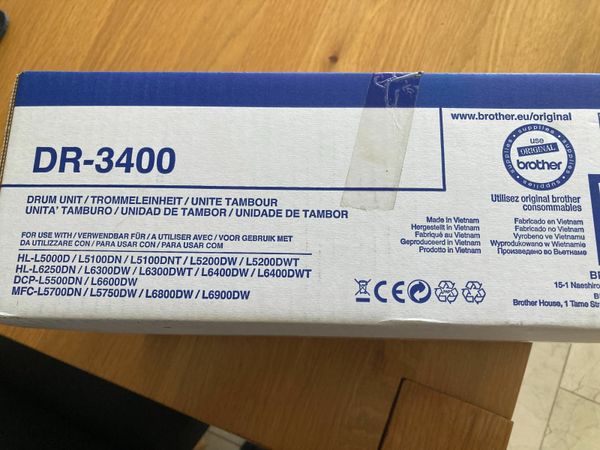 DR-3400
DRUM UNIT / TROMMELEINHEIT / UNITE TAMBOUR
UNITA' TAMBURO / UNIDAD DE TAMBOR / UNIDADE DE TAMBOR
FOR USE WITH / VERWENDBAR FÜR / A UTILISER AVEC / VOOR GEBRUIK MET
DA UTILIZZARE CON / PARA USAR CON / PARA USAR COM
HL-L5000D / L5100DN / L5100DNT / L5200DW / L5200DWT
HL-L6250DN / L6300DW / L6300DWT / L6400DW / L6400DWT
DCP-L5500DN / L6600DW
MFC-L5700DN / L5750DW / L6800DW / L6900DW
www.brother.eu/original
supplies
use
ORIGINAL
brother
supplies
Utilisez original brother
consommables
Made in Vietnam
Hergestellt in Vietnam
Fabriqué au Vietnam
Geproduceerd in Vietnam
Prodotto in Vietnam
Fabricado en Vietnam
Fabricado no Vietnam
Vyrobeno ve Vietnamu
Wyprodukowano w Wietnamie
Произведено во Вьетнаме
CE
15-1 Naeshiro
Brother House, 1 Tame